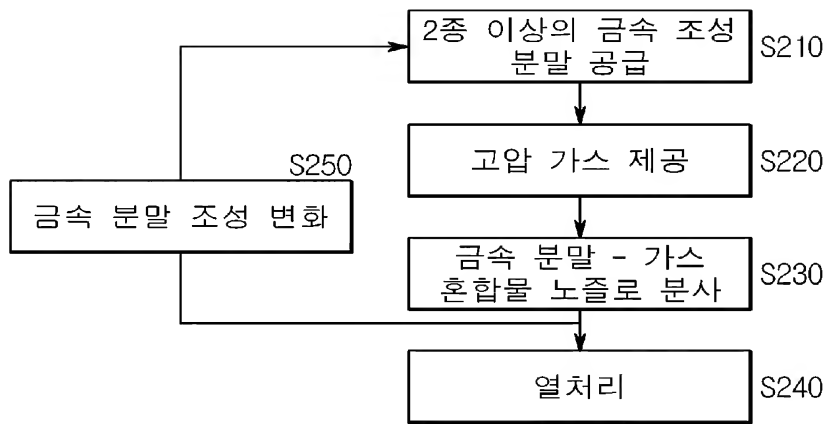 2종 이상의 금속 조성
분말 공급
S210
고압 가스 제공
S220
S250
금속 분말 조성 변화
금속 분말 - 가스
혼합물 노즐로 분사
S230
열처리
S240